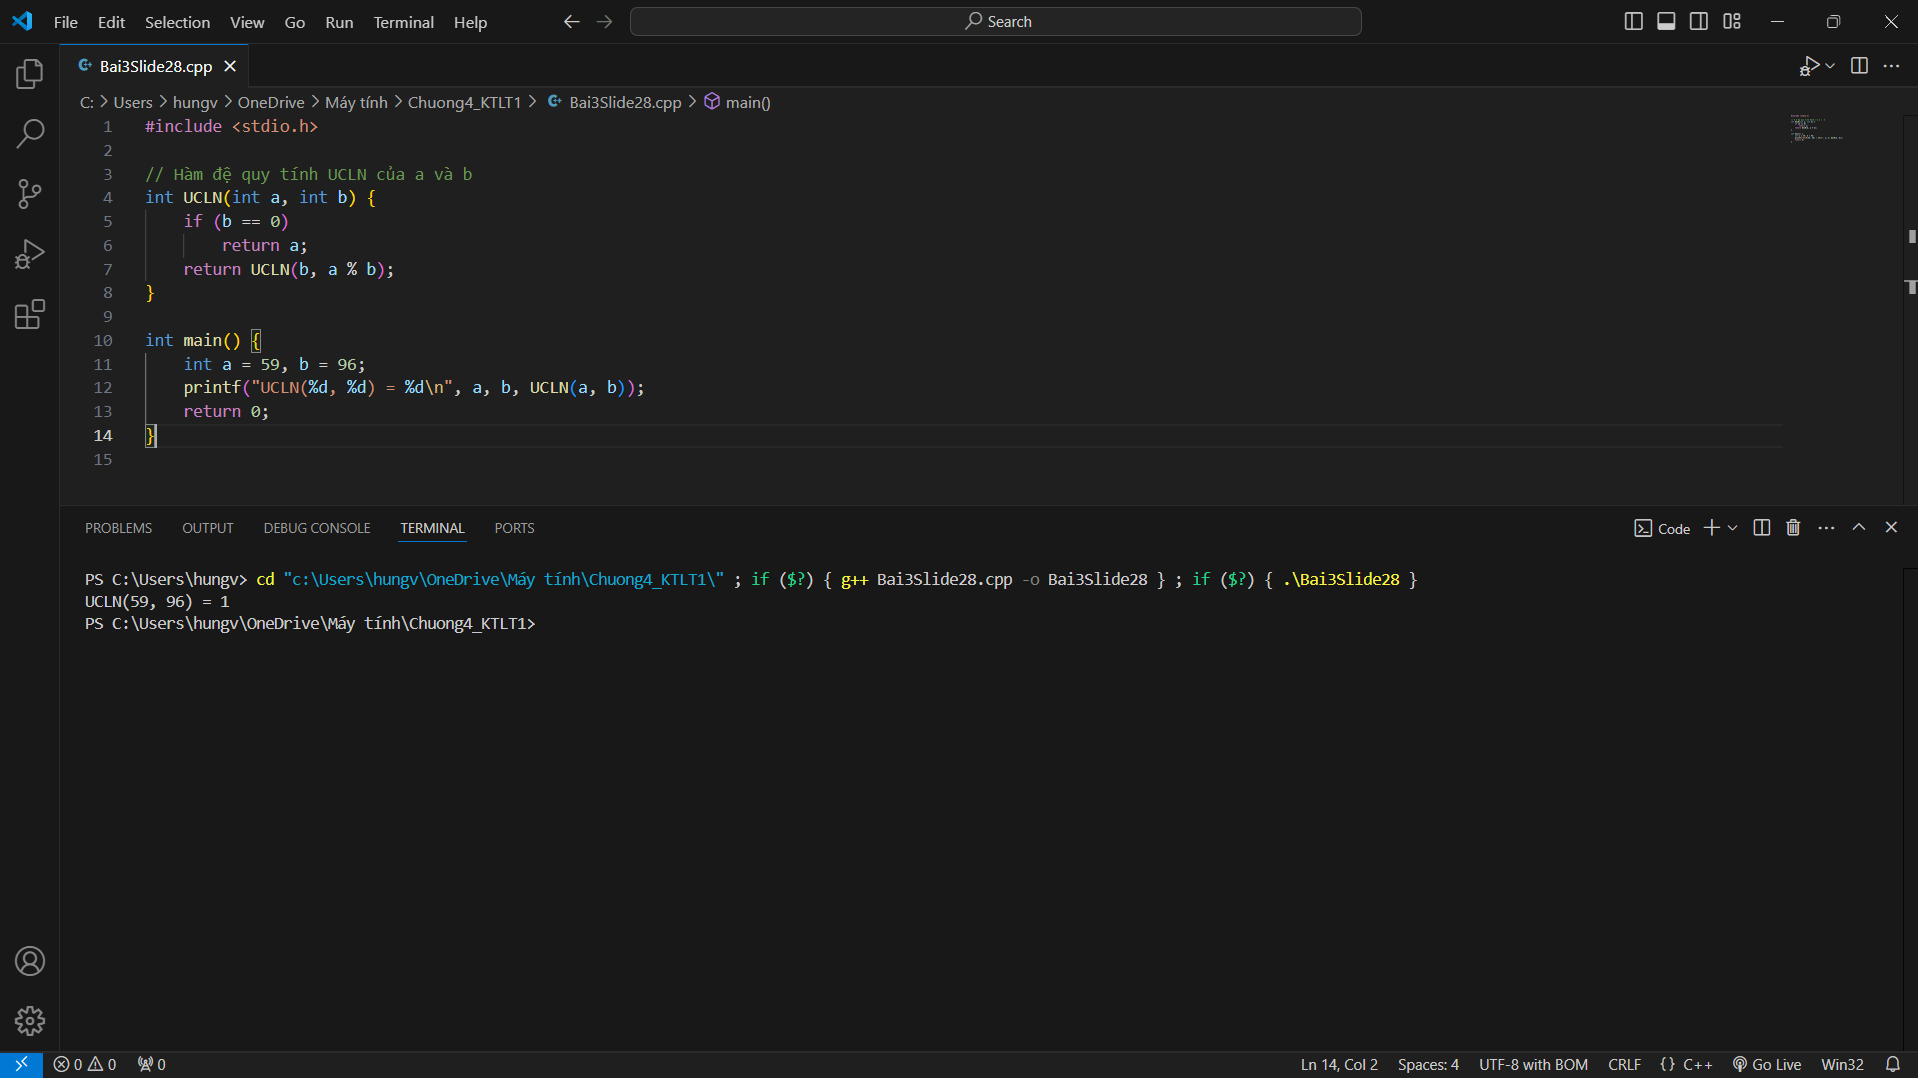 File Edit Selection View Go Run Terminal Help Search
Bai3Slide28.cpp
C: > Users > hungv > OneDrive > Máy tính > Chuong4_KTLT1 > Bai3Slide28.cpp > main()
1 #include <stdio.h>
2
3 // Hàm đệ quy tính UCLN của a và b
4 int UCLN(int a, int b) {
5 if (b == 0)
6 return a;
7 return UCLN(b, a % b);
8 }
9
10 int main() {
11 int a = 59, b = 96;
12 printf("UCLN(%d, %d) = %d\n", a, b, UCLN(a, b));
13 return 0;
14 }
15
PROBLEMS OUTPUT DEBUG CONSOLE TERMINAL PORTS Code
PS C:\Users\hungv> cd "c:\Users\hungv\OneDrive\Máy tính\Chuong4_KTLT1\" ; if ($?) { g++ Bai3Slide28.cpp -o Bai3Slide28 } ; if ($?) { .\Bai3Slide28 }
UCLN(59, 96) = 1
PS C:\Users\hungv\OneDrive\Máy tính\Chuong4_KTLT1>
0 0 0 Ln 14, Col 2 Spaces: 4 UTF-8 with BOM CRLF {} C++ Go Live Win32